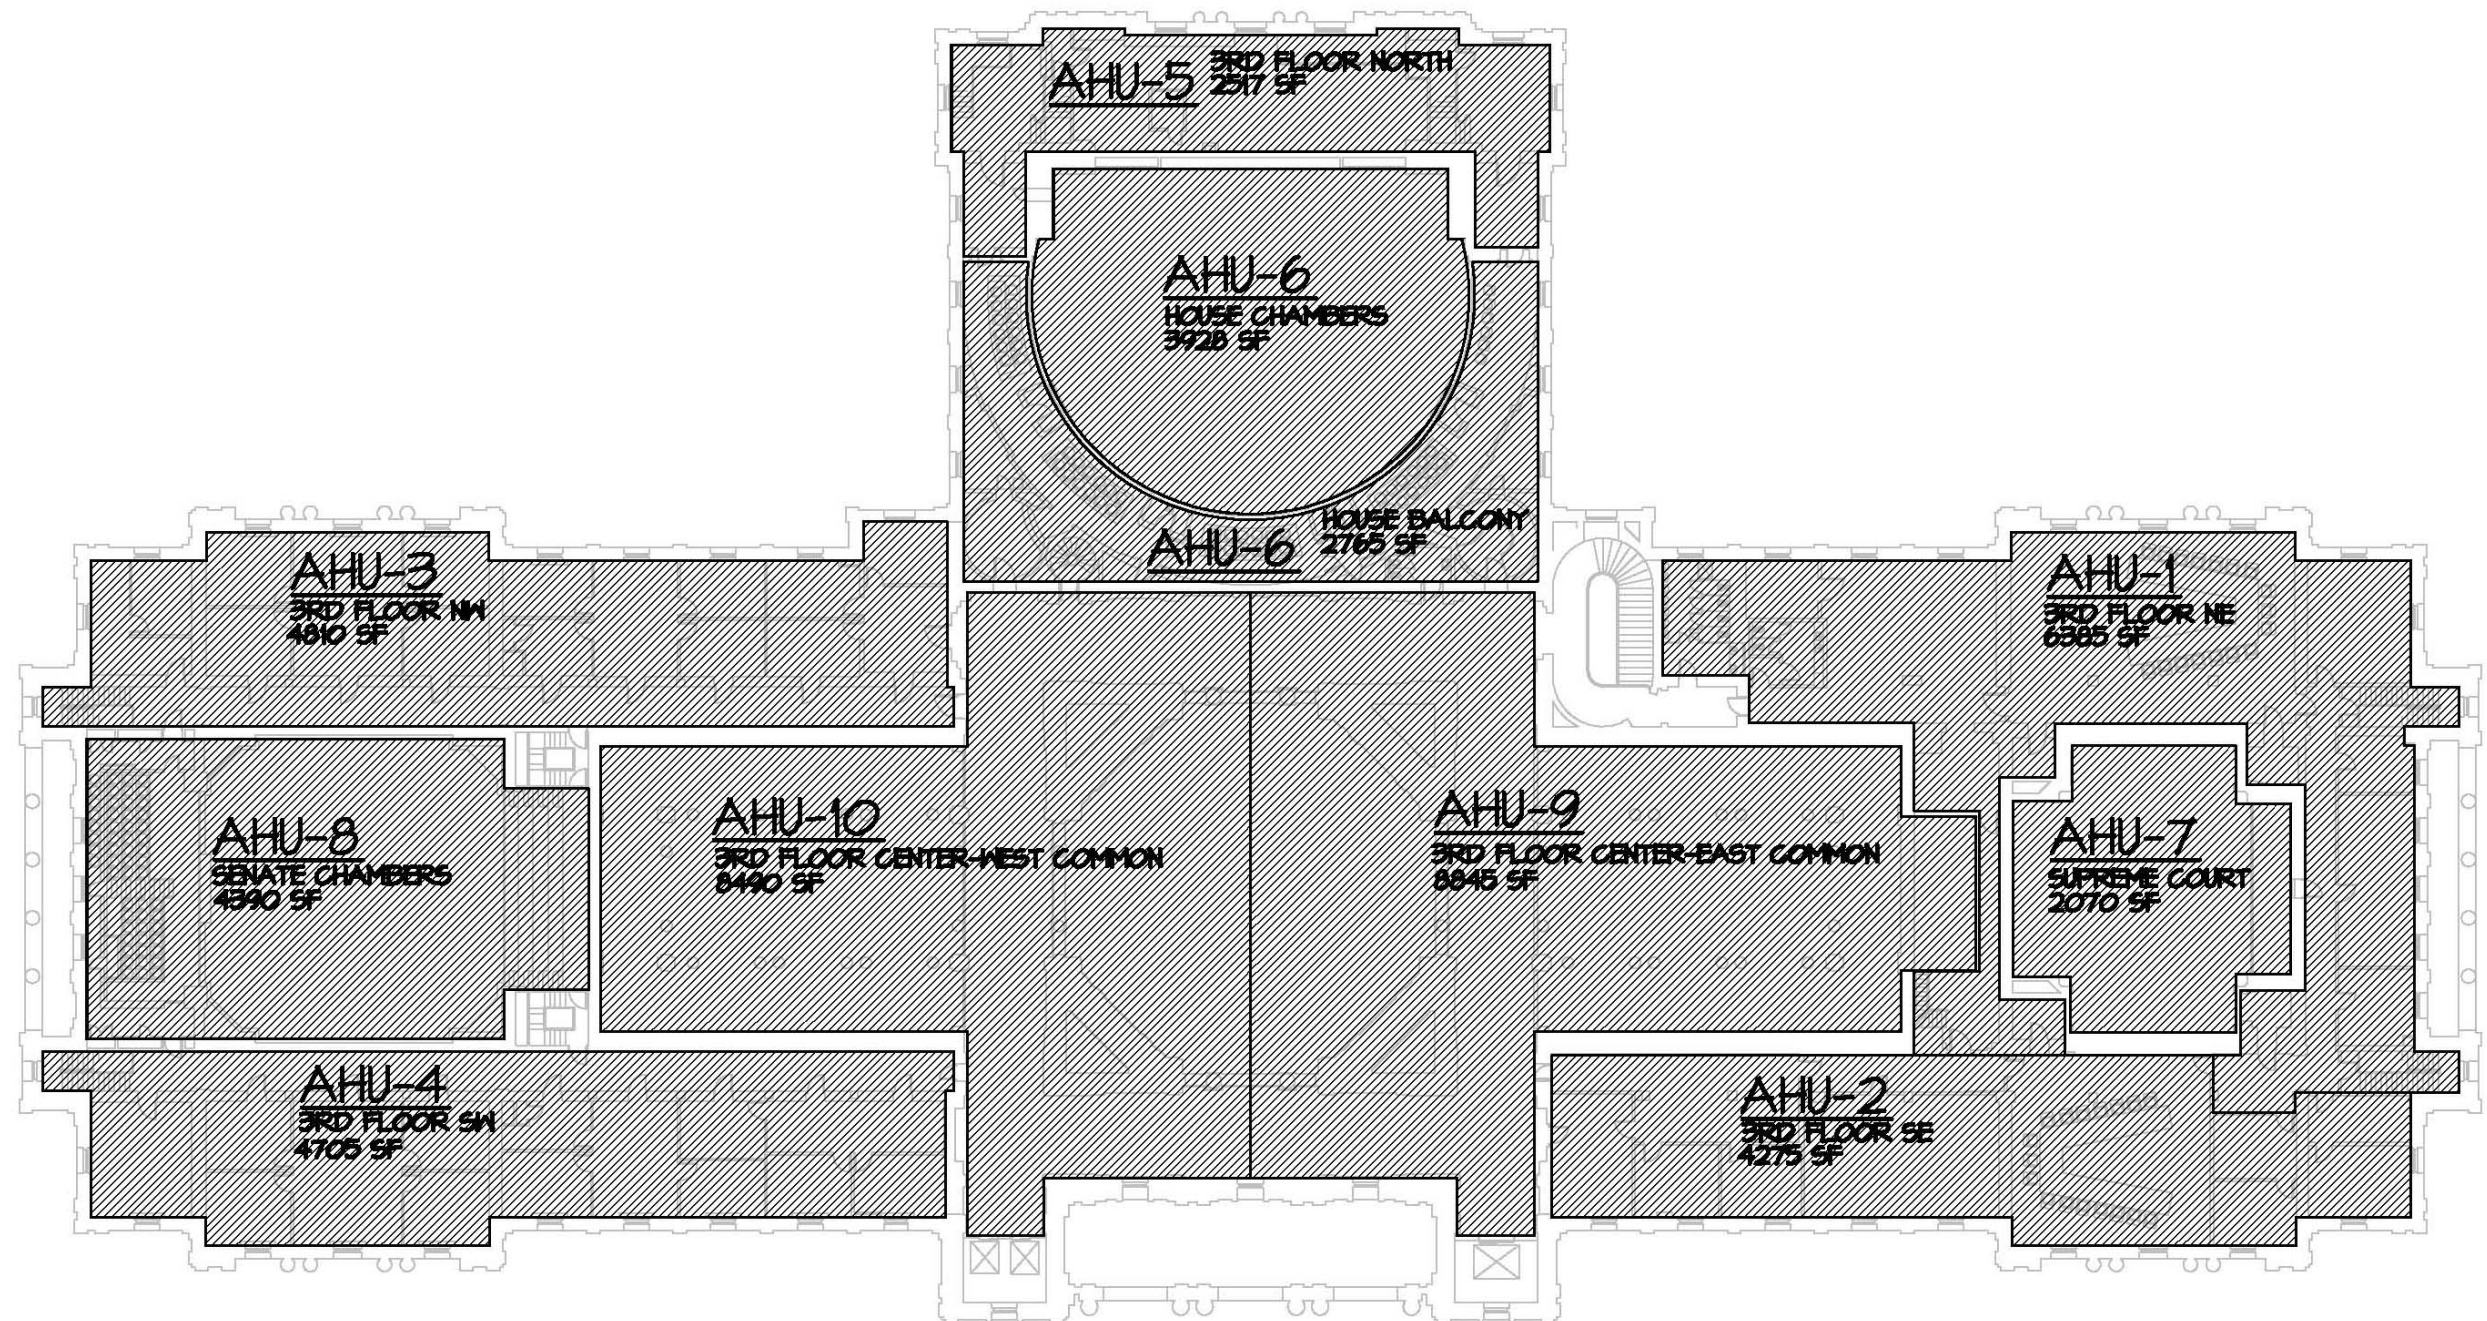 AHU-5
3RD FLOOR NORTH
2517 SF
AHU-6
HOUSE CHAMBERS
3928 SF
AHU-6
HOUSE BALCONY
2765 SF
AHU-3
3RD FLOOR NW
4810 SF
AHU-1
3RD FLOOR NE
6385 SF
AHU-8
SENATE CHAMBERS
4390 SF
AHU-10
3RD FLOOR CENTER-WEST COMMON
8490 SF
AHU-9
3RD FLOOR CENTER-EAST COMMON
8845 SF
AHU-7
SUPREME COURT
2070 SF
AHU-4
3RD FLOOR SW
4705 SF
AHU-2
3RD FLOOR SE
4275 SF